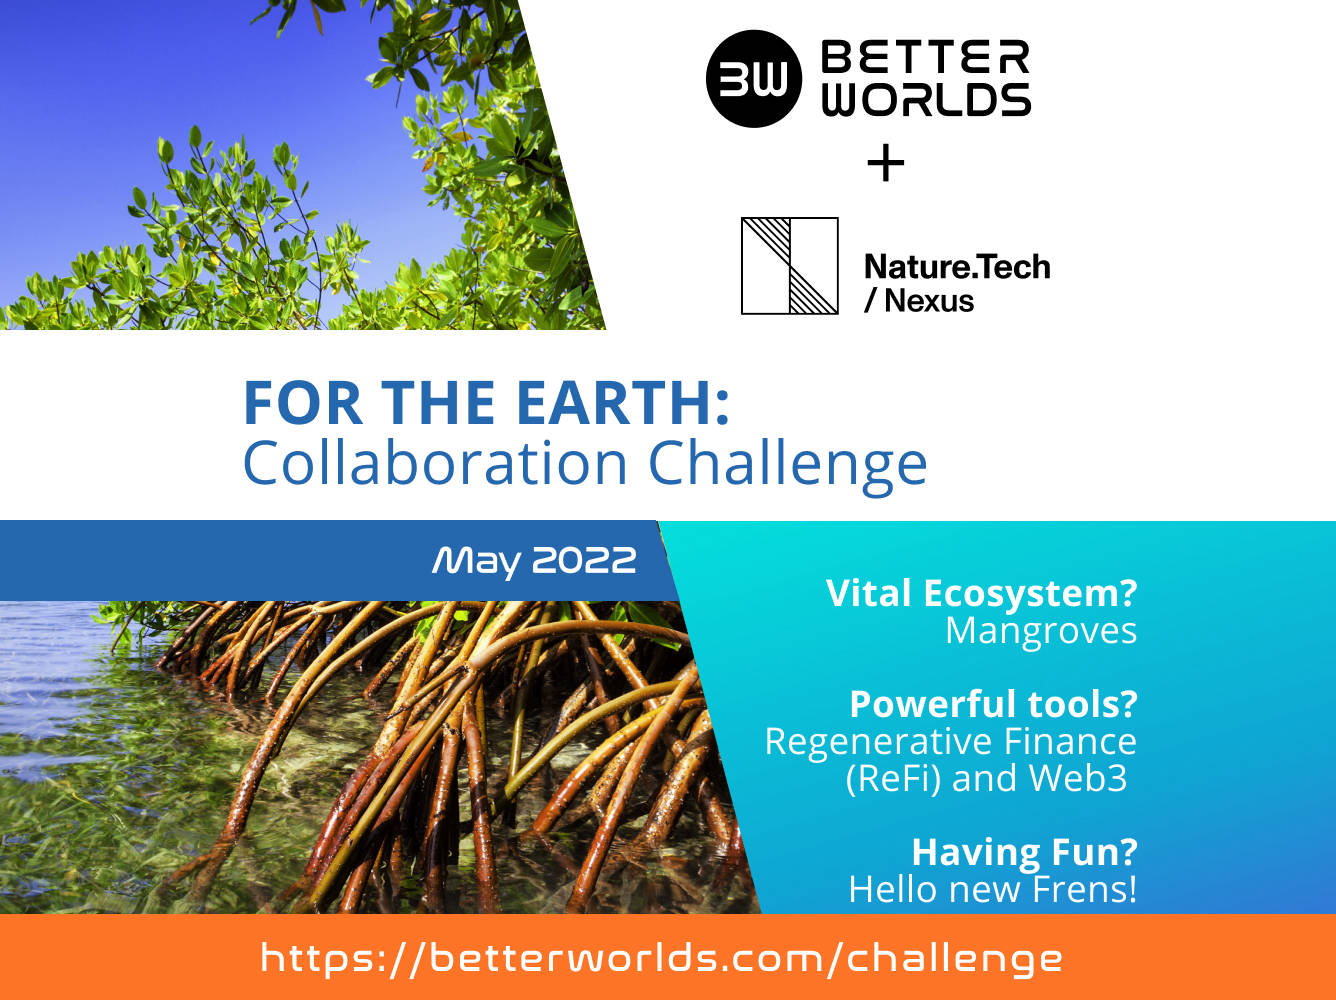 BW
BETTER
WORLDS
+
Nature.Tech
/ Nexus
FOR THE EARTH:
Collaboration Challenge
May 2022
Vital Ecosystem?
Mangroves
Powerful tools?
Regenerative Finance
(ReFi) and Web3
Having Fun?
Hello new Frens!
https://betterworlds.com/challenge